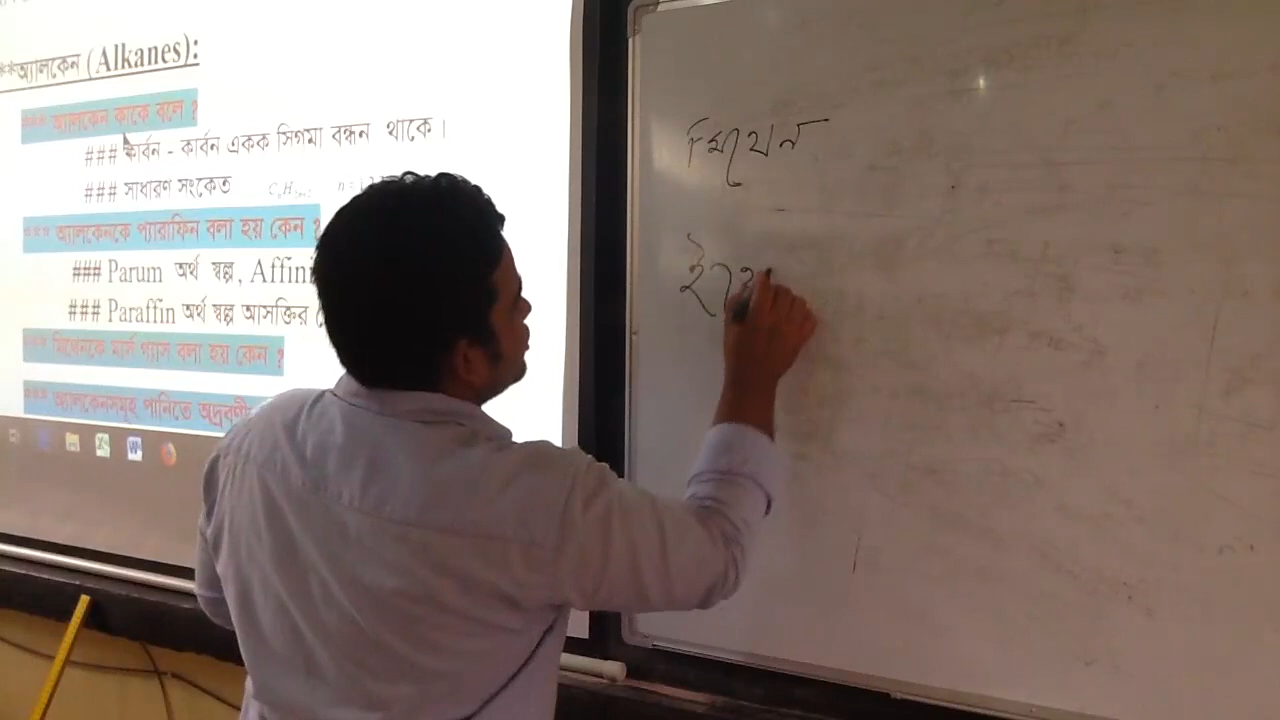 **অ্যালকেন (Alkanes):
*** অ্যালকেন কাকে বলে ?
### কার্বন - কার্বন একক সিগমা বন্ধন থাকে।
### সাধারণ সংকেত
*** অ্যালকেনকে প্যারাফিন বলা হয় কেন ?
### Parum অর্থ স্বল্প, Affini
### Paraffin অর্থ স্বল্প আসক্তির
*** মিথেনকে মার্স গ্যাস বলা হয় কেন ?
*** অ্যালকেনসমূহ পানিতে অদ্রবণী
মিথেন
ইথে